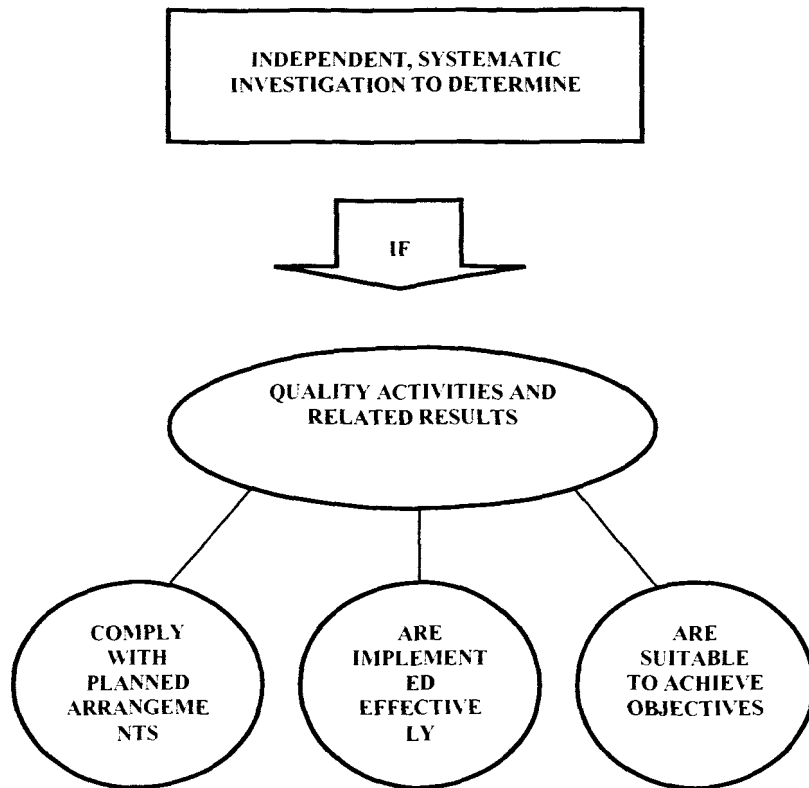 INDEPENDENT, SYSTEMATIC
INVESTIGATION TO DETERMINE
IF
QUALITY ACTIVITIES AND
RELATED RESULTS
COMPLY
WITH
PLANNED
ARRANGEME
NTS
ARE
IMPLEMENT
ED
EFFECTIVE
LY
ARE
SUITABLE
TO ACHIEVE
OBJECTIVES